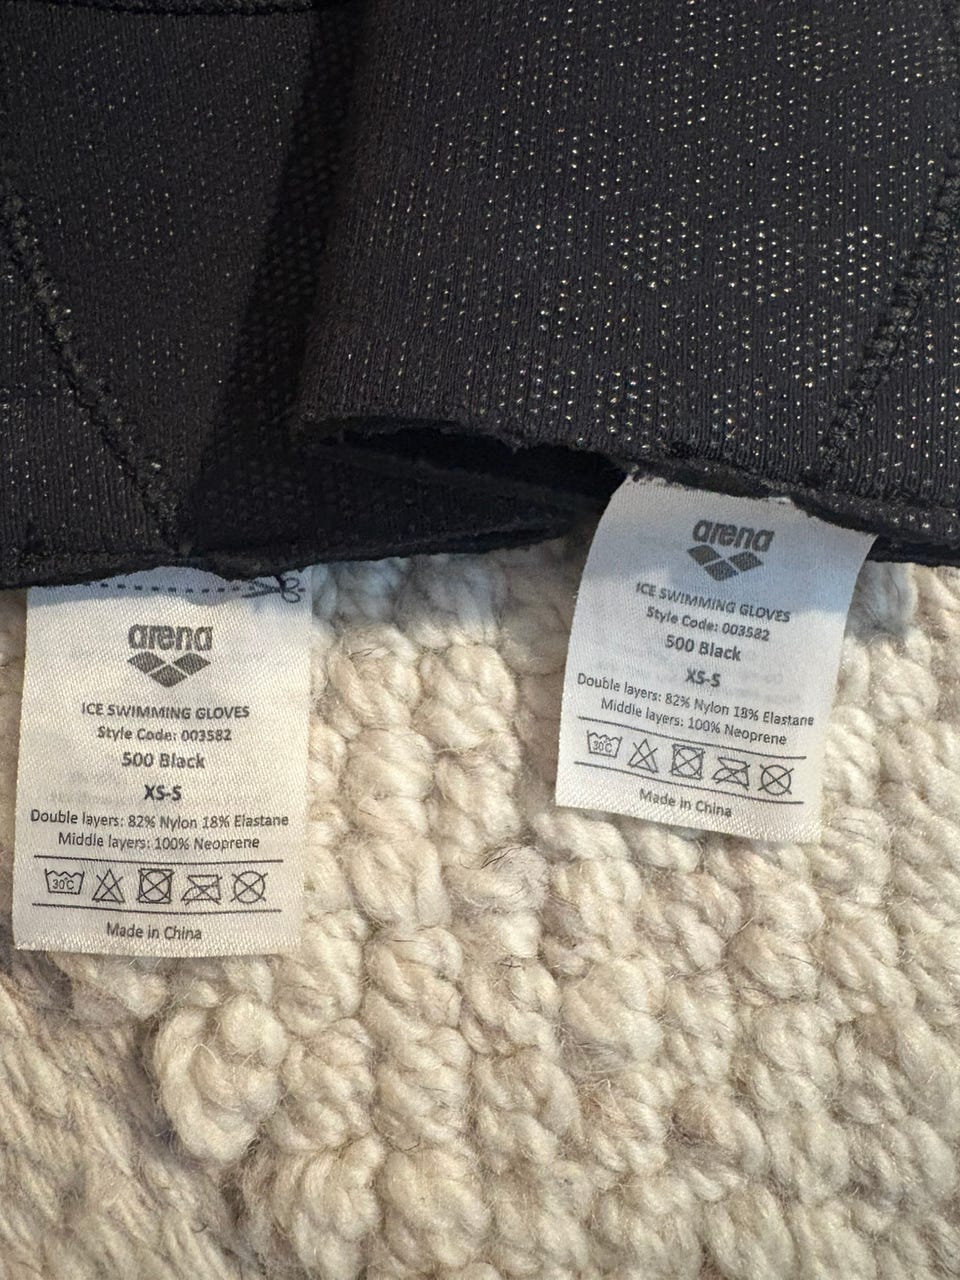 arena
ICE SWIMMING GLOVES
Style Code: 003582
500 Black
XS-S
Double layers: 82% Nylon 18% Elastane
Middle layers: 100% Neoprene
30°C
Made in China
arena
ICE SWIMMING GLOVES
Style Code: 003582
500 Black
XS-S
Double layers: 82% Nylon 18% Elastane
Middle layers: 100% Neoprene
30°C
Made in China